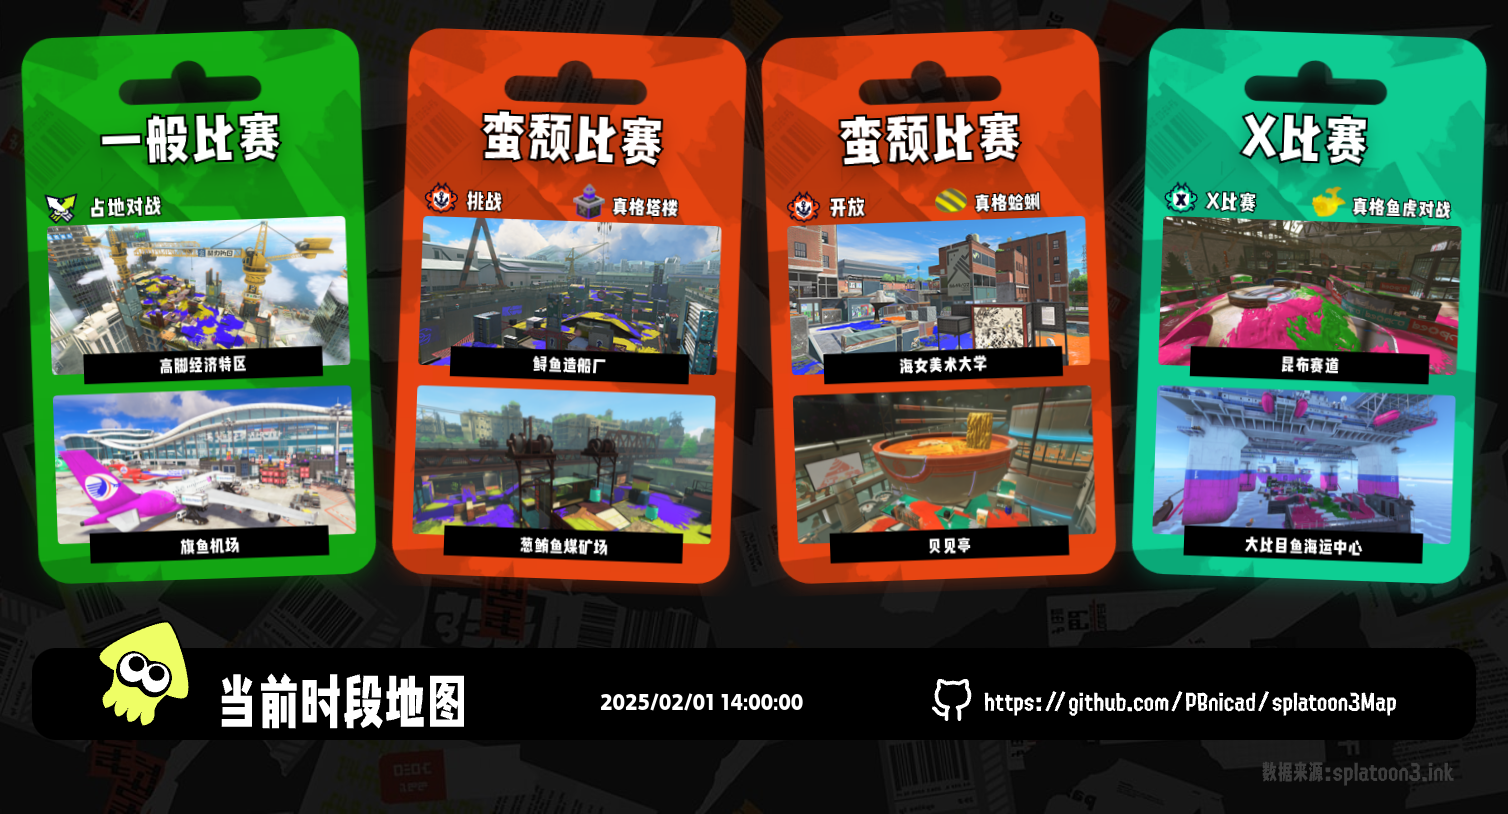 一般比赛
占地对战
高脚经济特区
旗鱼机场
蛮颓比赛
挑战
真格塔楼
鲟鱼造船厂
葱鲔鱼煤矿场
蛮颓比赛
开放
真格蛤蜊
海女美术大学
贝贝亭
X比赛
X比赛
真格鱼虎对战
昆布赛道
大比目鱼海运中心
当前时段地图
2025/02/01 14:00:00
https://github.com/PBnicad/splatoon3Map
数据来源:splatoon3.ink